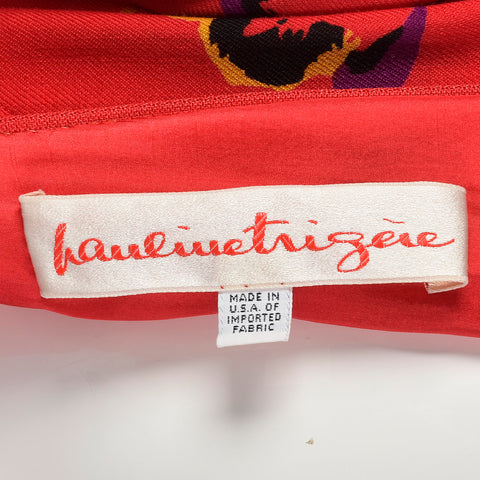 paulinetrigère
MADE IN
U.S.A. OF
IMPORTED
FABRIC